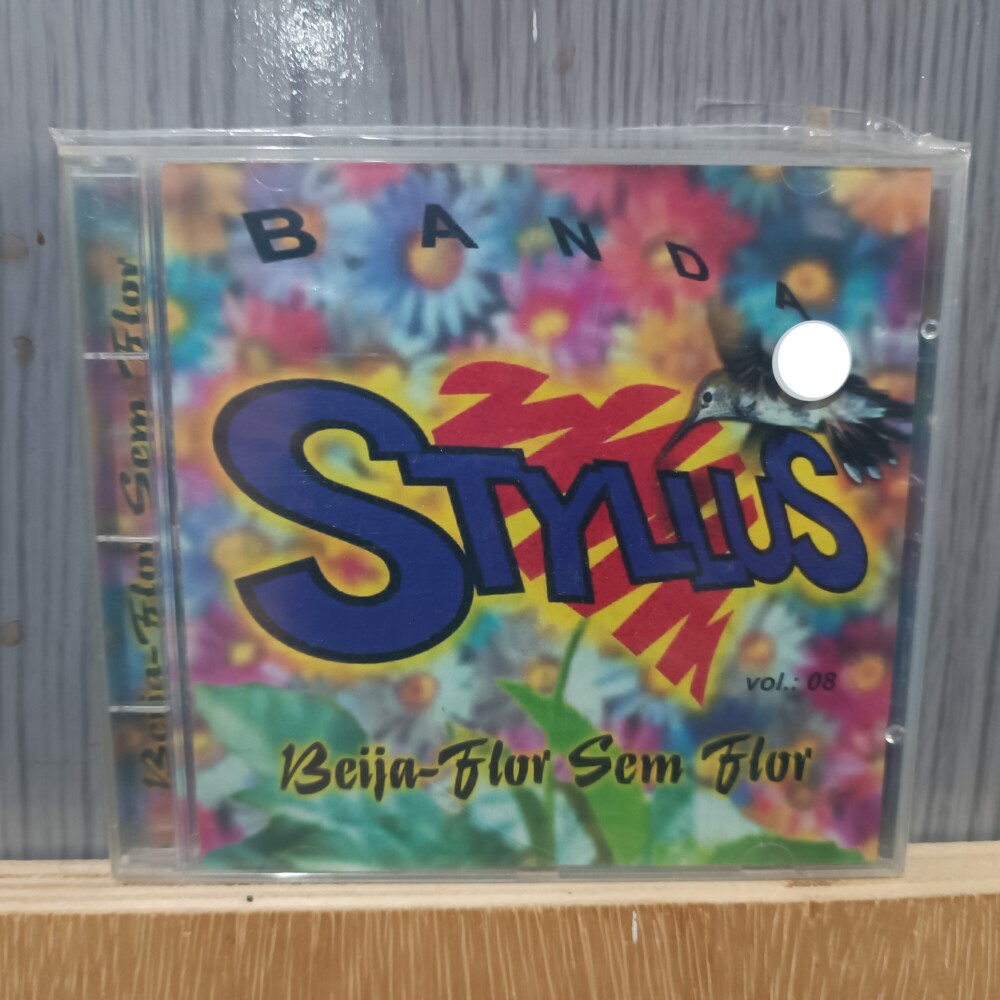 BANDA
STYLLUS
vol.: 08
Beija-Flor Sem Flor
Beija-Flor Sem Flor